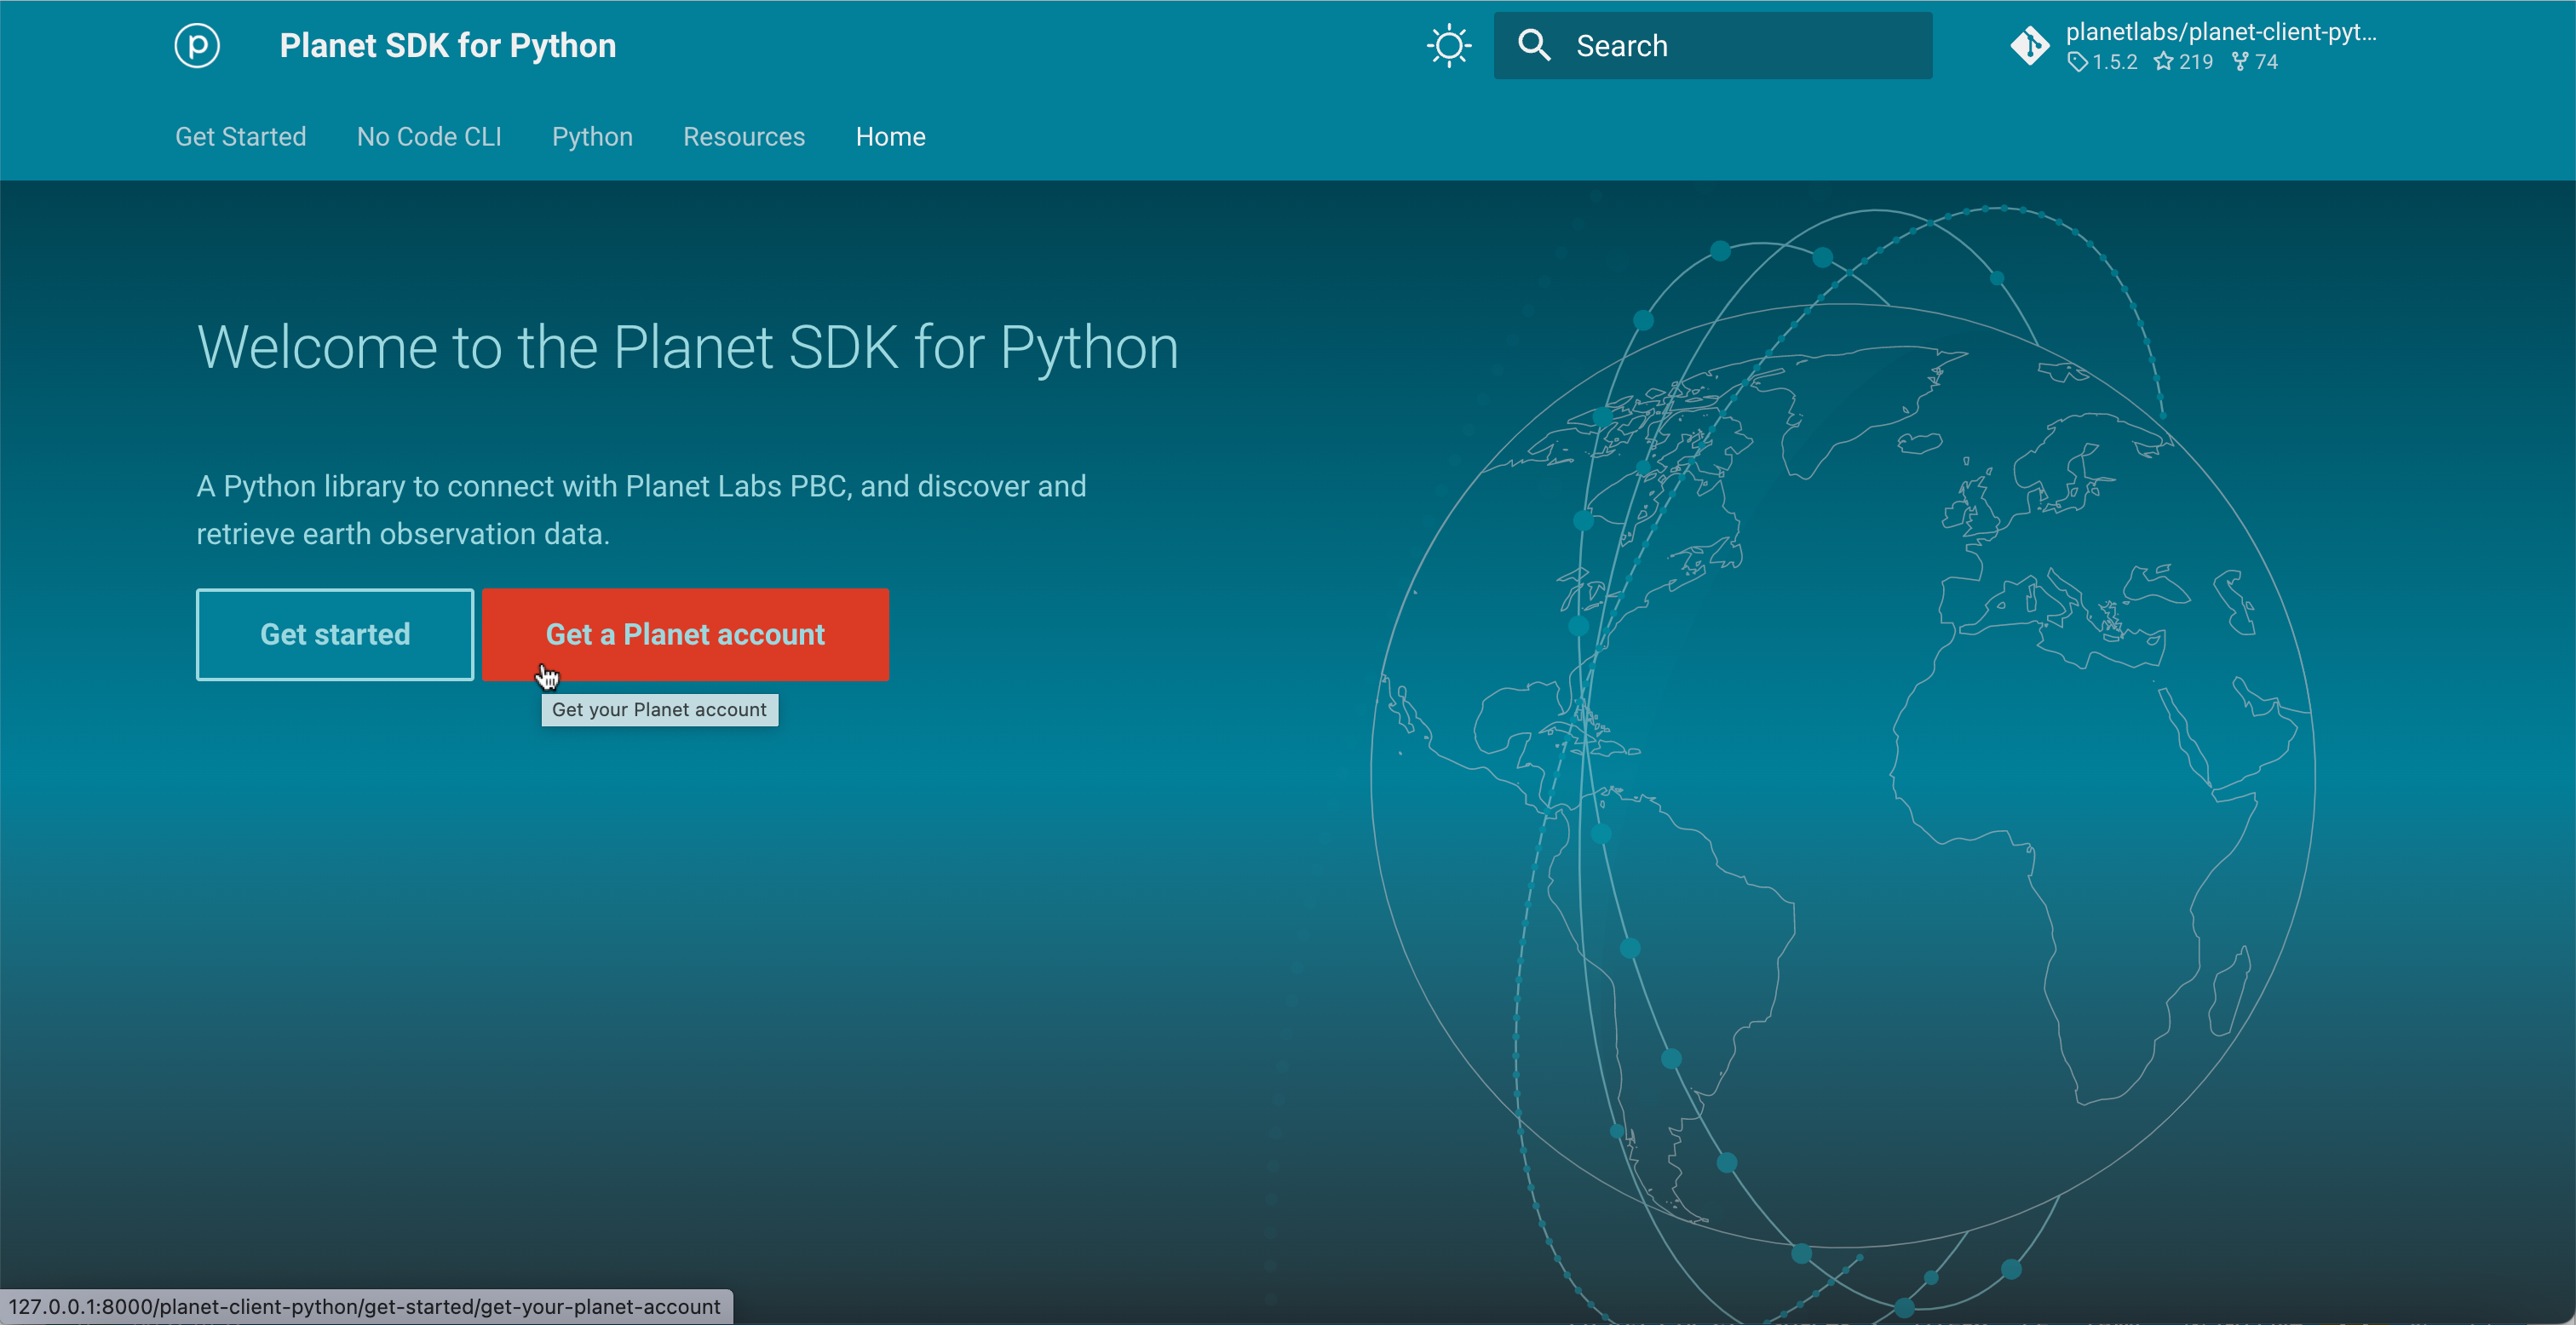 p
Planet SDK for Python
Search
planetlabs/planet-client-pyt...
1.5.2 219 74
Get Started No Code CLI Python Resources Home
Welcome to the Planet SDK for Python
A Python library to connect with Planet Labs PBC, and discover and
retrieve earth observation data.
Get started Get a Planet account
Get your Planet account
127.0.0.1:8000/planet-client-python/get-started/get-your-planet-account